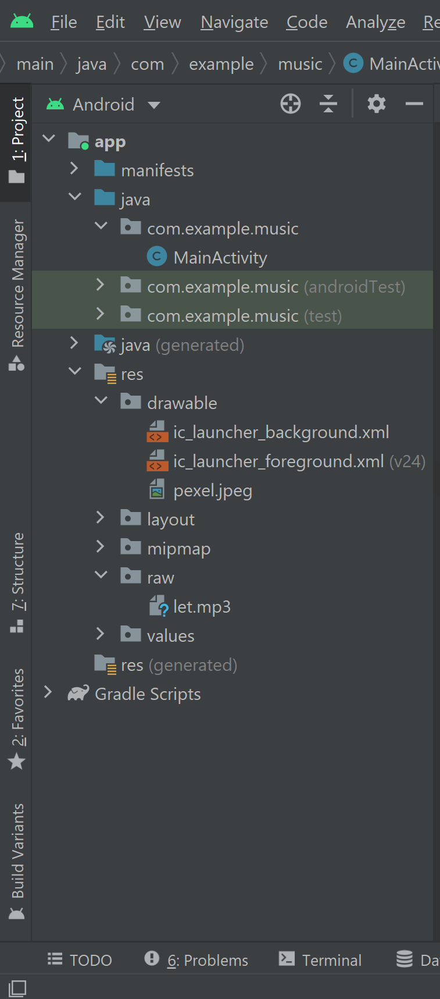 File Edit View Navigate Code Analyze Re
main java com example music MainActiv
1: Project
Android
app
manifests
java
com.example.music
MainActivity
com.example.music (androidTest)
com.example.music (test)
java (generated)
res
drawable
ic_launcher_background.xml
ic_launcher_foreground.xml (v24)
pexel.jpeg
layout
mipmap
raw
let.mp3
values
res (generated)
Gradle Scripts
Resource Manager
7: Structure
2: Favorites
Build Variants
TODO 6: Problems Terminal Da